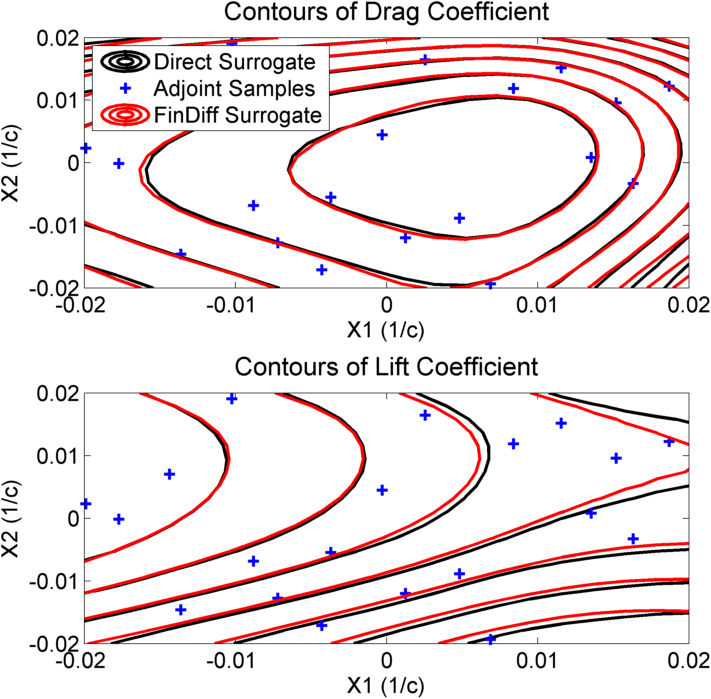 Contours of Drag Coefficient
0.02
Direct Surrogate
Adjoint Samples
FinDiff Surrogate
0.01
0
-0.01
-0.02
X2 (1/c)
-0.02 -0.01 0 0.01 0.02
X1 (1/c)
Contours of Lift Coefficient
0.02
0.01
0
-0.01
-0.02
X2 (1/c)
-0.02 -0.01 0 0.01 0.02
X1 (1/c)